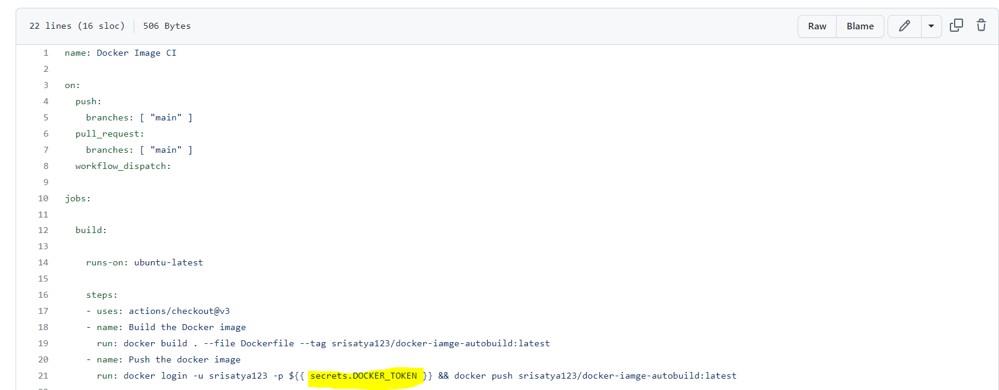 22 lines (16 sloc) 506 Bytes Raw Blame
1 name: Docker Image CI
2
3 on:
4   push:
5     branches: [ "main" ]
6   pull_request:
7     branches: [ "main" ]
8   workflow_dispatch:
9
10 jobs:
11
12   build:
13
14     runs-on: ubuntu-latest
15
16     steps:
17     - uses: actions/checkout@v3
18     - name: Build the Docker image
19       run: docker build . --file Dockerfile --tag srisatya123/docker-iamge-autobuild:latest
20     - name: Push the docker image
21       run: docker login -u srisatya123 -p ${{ secrets.DOCKER_TOKEN }} && docker push srisatya123/docker-iamge-autobuild:latest